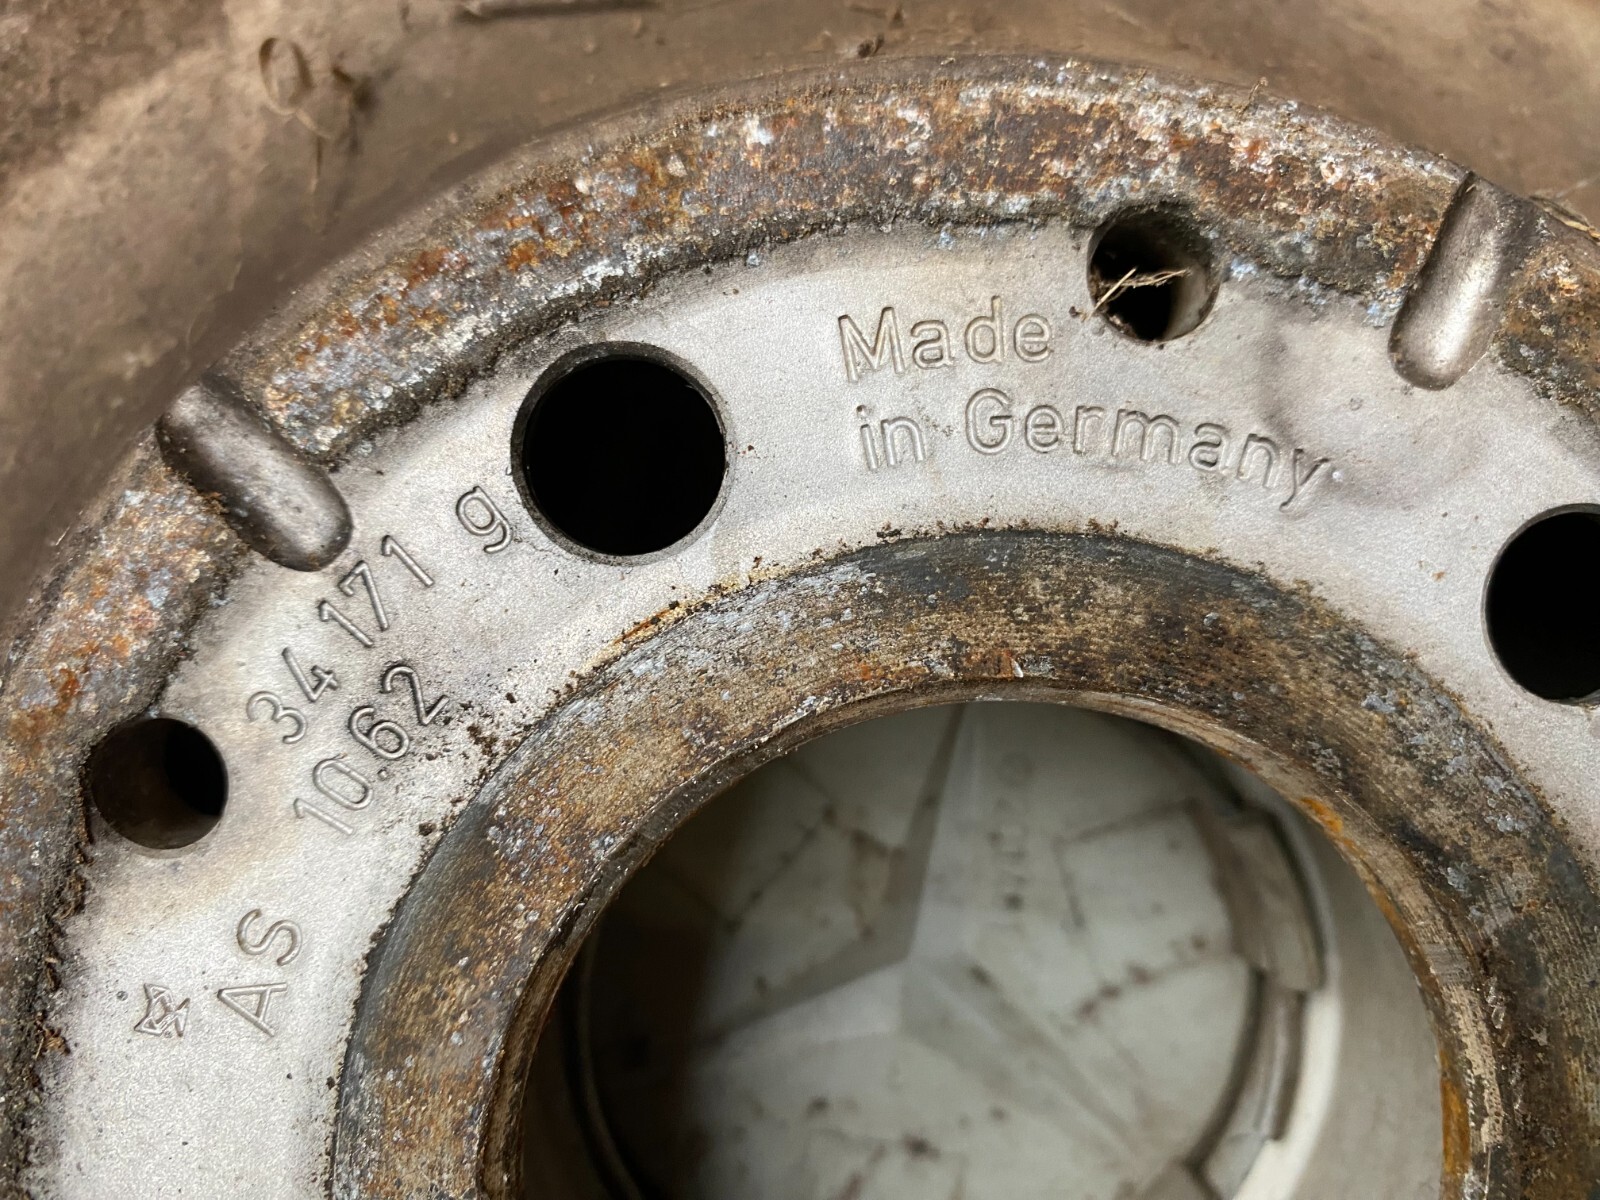 Made
in Germany
34 171 g
10.62
AS